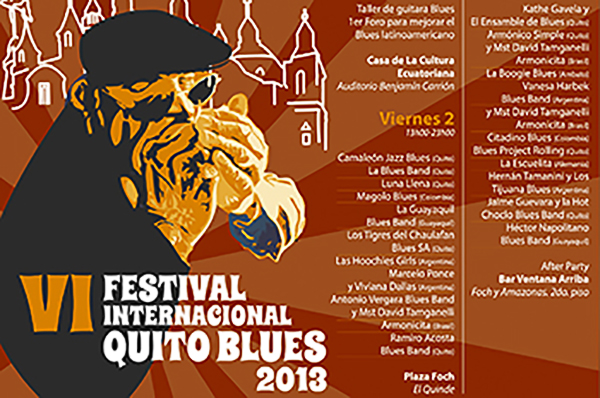 VI FESTIVAL
INTERNACIONAL
QUITO BLUES
2013
Taller de guitara Blues
1er Foro para mejorar el
Blues latinoamericano
Casa de La Cultura
Ecuatoriana
Auditorio Benjamín Carrión
Viernes 2
15H00-23H00
Camaleón Jazz Blues (Quito)
La Blues Band (Quito)
Luna Llena (Quito)
Magolo Blues (Colombia)
La Guayaquil
Blues Band (Guayaquil)
Los Tigres del Chaulafan
Blues SA (Quito)
Las Hoochies Girls (Argentina)
Marcelo Ponce
y Viviana Dallas (Argentina)
Antonio Vergara Blues Band
y Mst David Tamganelli
Armonicita (Brasil)
Ramiro Acosta
Blues Band (Quito)
Plaza Foch
El Quinde
Kathe Gavela y
El Ensamble de Blues (Quito)
Armónico Simple (Quito)
y Mst David Tamganelli
Armonicita (Brasil)
La Boogie Blues (Ambato)
Vanesa Harbek
Blues Band (Argentina)
y Mst David Tamganelli
Armonicita (Brasil)
Citadino Blues (Colombia)
Blues Project Rolling (Quito)
La Escuelita (Alemania)
Hernán Tamanini y Los
Tijuana Blues (Argentina)
Jaime Guevara y la Hot
Choclo Blues Band (Quito)
Héctor Napolitano
Blues Band (Guayaquil)
After Party
Bar Ventana Arriba
Foch y Amazonas, 2do. piso